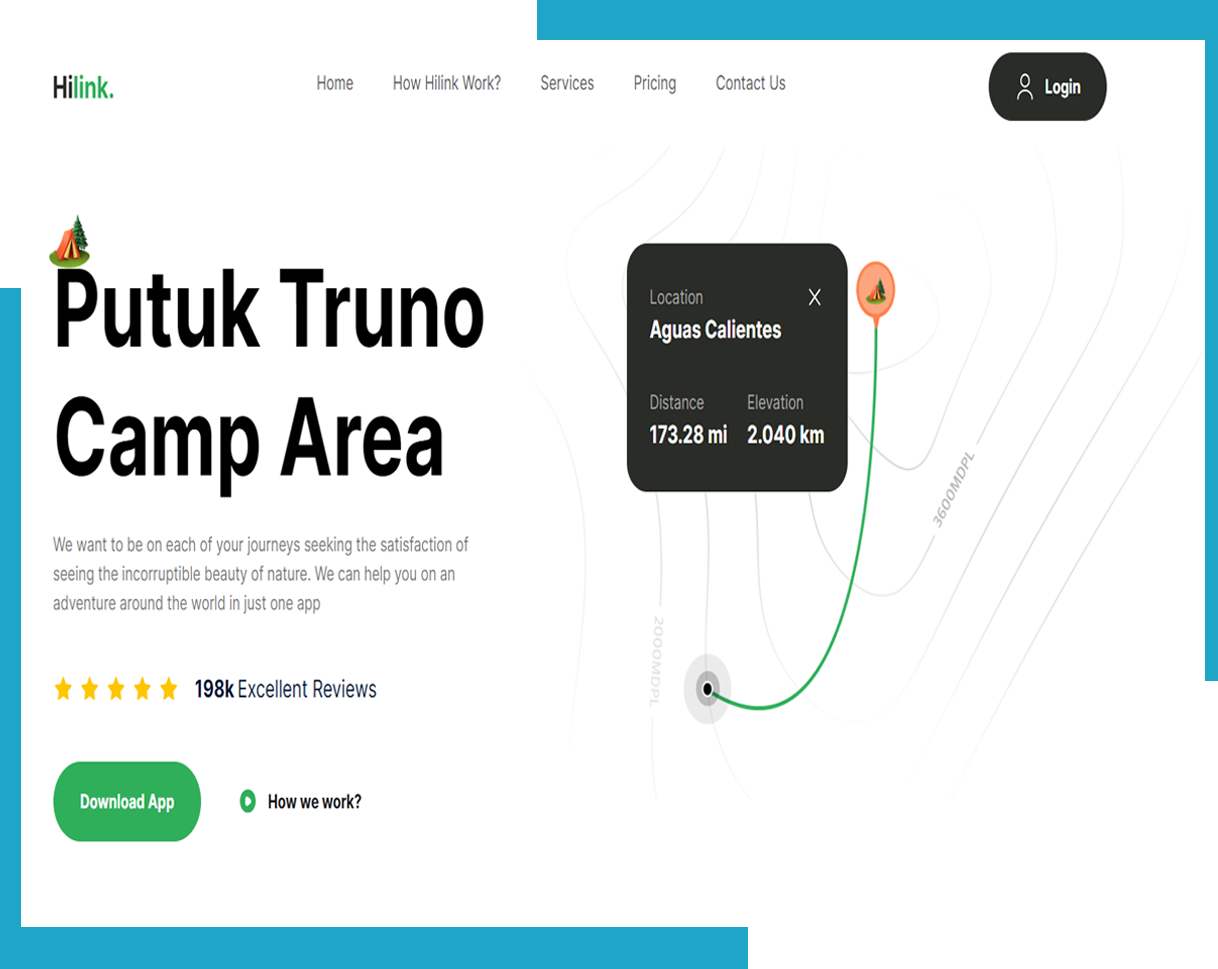 Hilink.
Home How Hilink Work? Services Pricing Contact Us
Login
Putuk Truno
Camp Area
We want to be on each of your journeys seeking the satisfaction of
seeing the incorruptible beauty of nature. We can help you on an
adventure around the world in just one app
198k Excellent Reviews
Download App
How we work?
Location
Aguas Calientes
Distance Elevation
173.28 mi 2.040 km
3600MDPL
2000MDPL